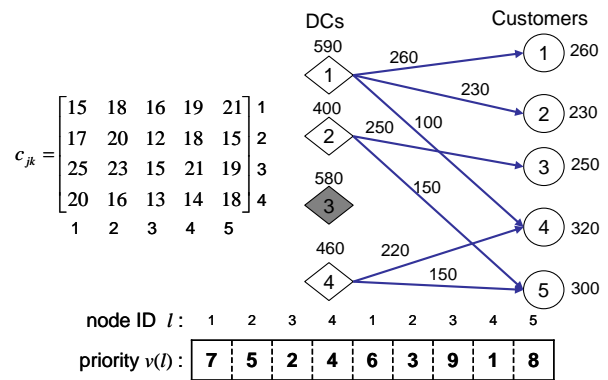 DCs Customers
590
1 260 1 260
230
400 100 2 230
2 250
3 250
580 150
3
4 320
460 220
4 150 5 300
c_jk =
15 18 16 19 21 1
17 20 12 18 15 2
25 23 15 21 19 3
20 16 13 14 18 4
1 2 3 4 5
node ID l : 1 2 3 4 1 2 3 4 5
priority v(l) : 7 5 2 4 6 3 9 1 8